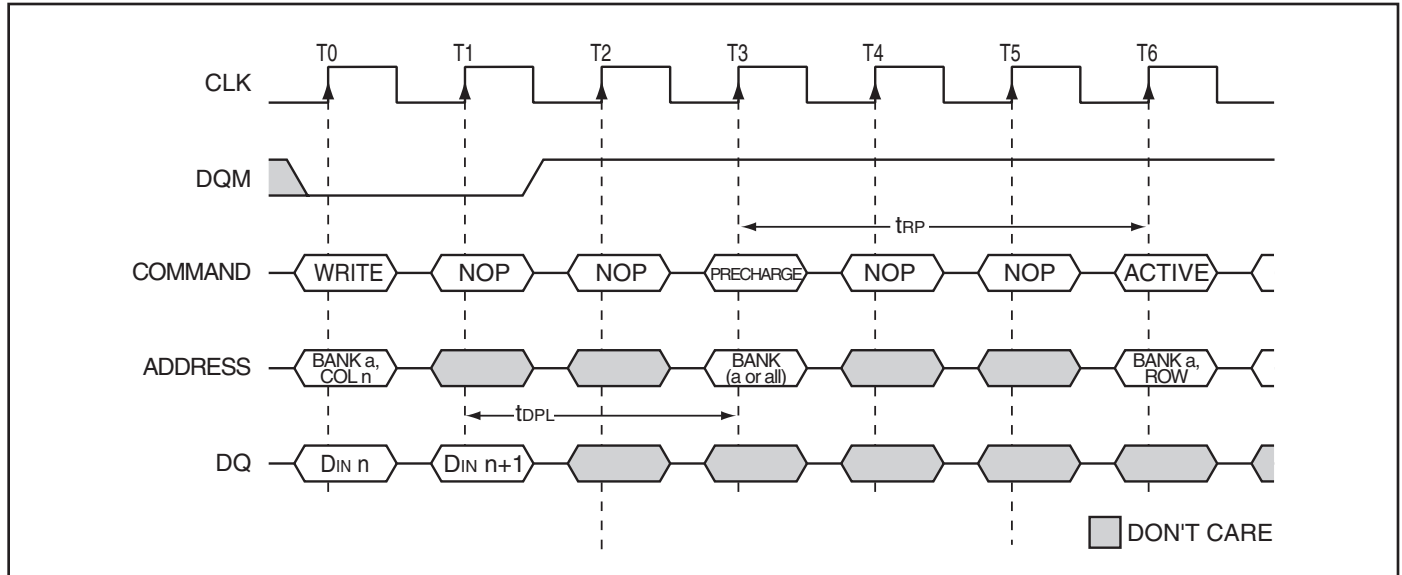 T0 T1 T2 T3 T4 T5 T6
CLK
DQM
tRP
COMMAND WRITE NOP NOP PRECHARGE NOP NOP ACTIVE
ADDRESS BANK a, COL n BANK (a or all) BANK a, ROW
tDPL
DQ DIN n DIN n+1
DON'T CARE